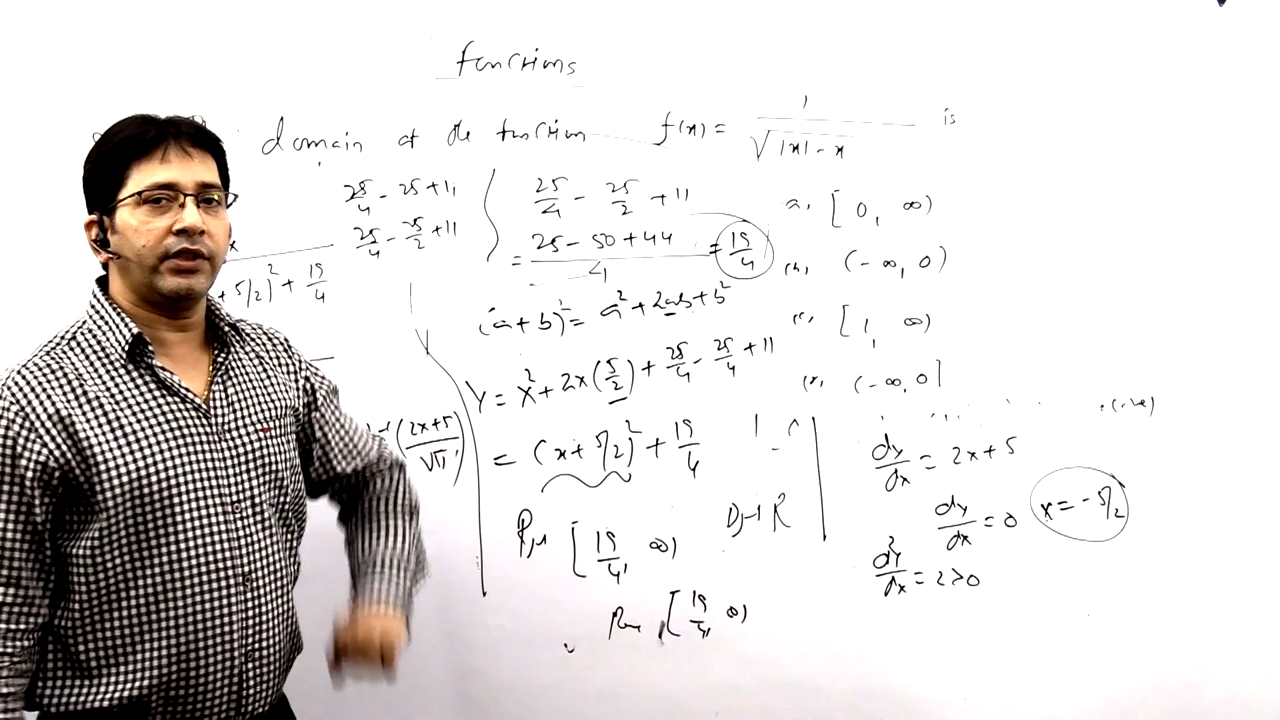 functions
domain of the function f(x) = 1/√(|x| - x) is
25/4 - 25 + 11
25/4 - 25/2 + 11
+ 5/2)² + 19/4
(2x+5/√11)
25/4 - 25/2 + 11
= 25 - 50 + 44 / 4 = 19/4
(a+b)² = a² + 2ab + b²
Y = x² + 2x(5/2) + 25/4 - 25/4 + 11
= (x + 5/2)² + 19/4
[19/4, ∞)
R
[19/4, ∞)
a, [0, ∞)
(b, (-∞, 0)
[1, ∞)
(-∞, 0]
dy/dx = 2x + 5
dy/dx = 0 x = -5/2
d²y/dx = 2 > 0